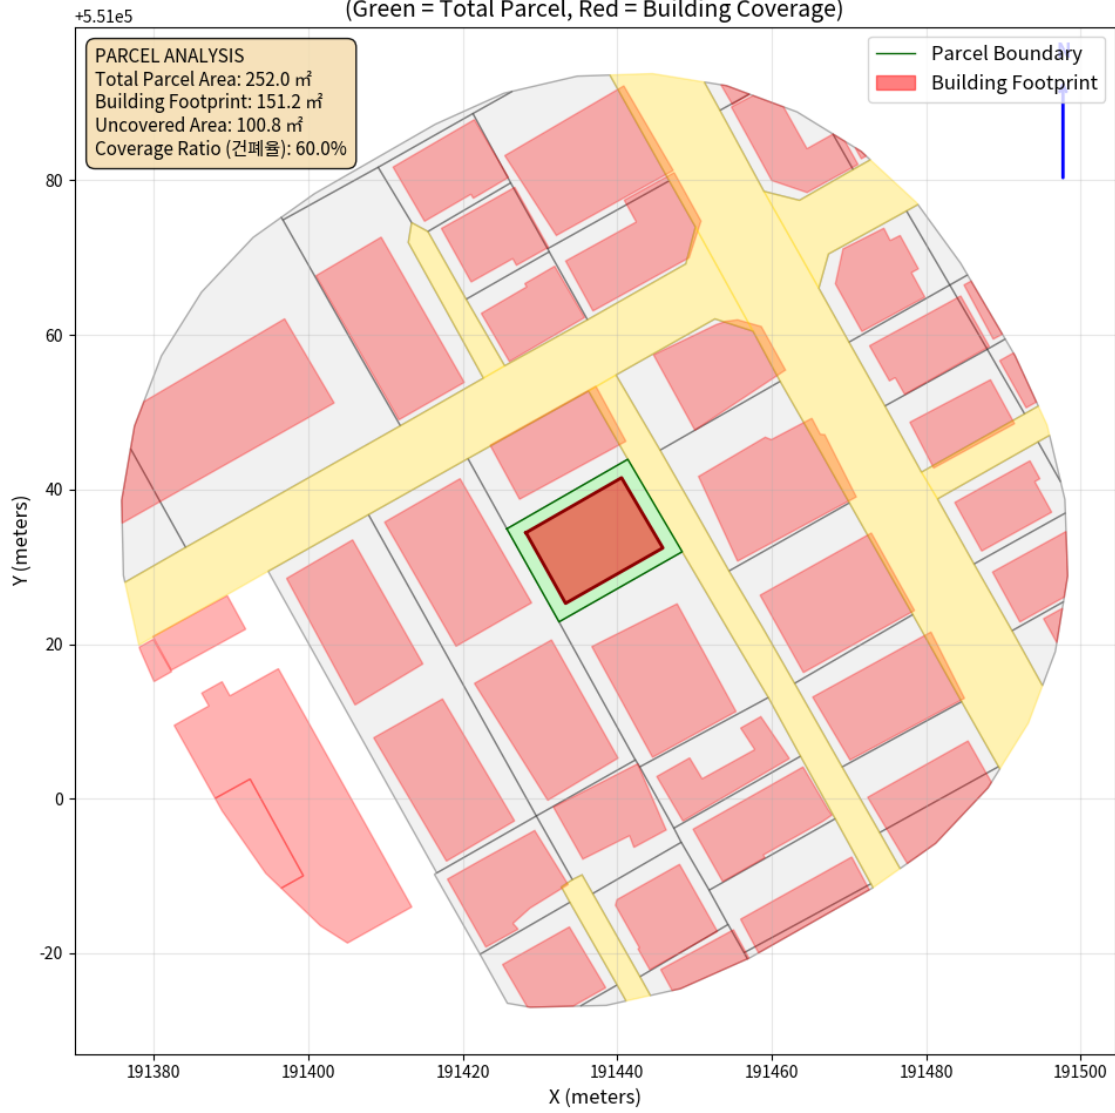 (Green = Total Parcel, Red = Building Coverage)
+5.51e5
PARCEL ANALYSIS
Total Parcel Area: 252.0 ㎡
Building Footprint: 151.2 ㎡
Uncovered Area: 100.8 ㎡
Coverage Ratio (건폐율): 60.0%
Parcel Boundary
Building Footprint
N
80
60
40
20
0
-20
Y (meters)
191380 191400 191420 191440 191460 191480 191500
X (meters)